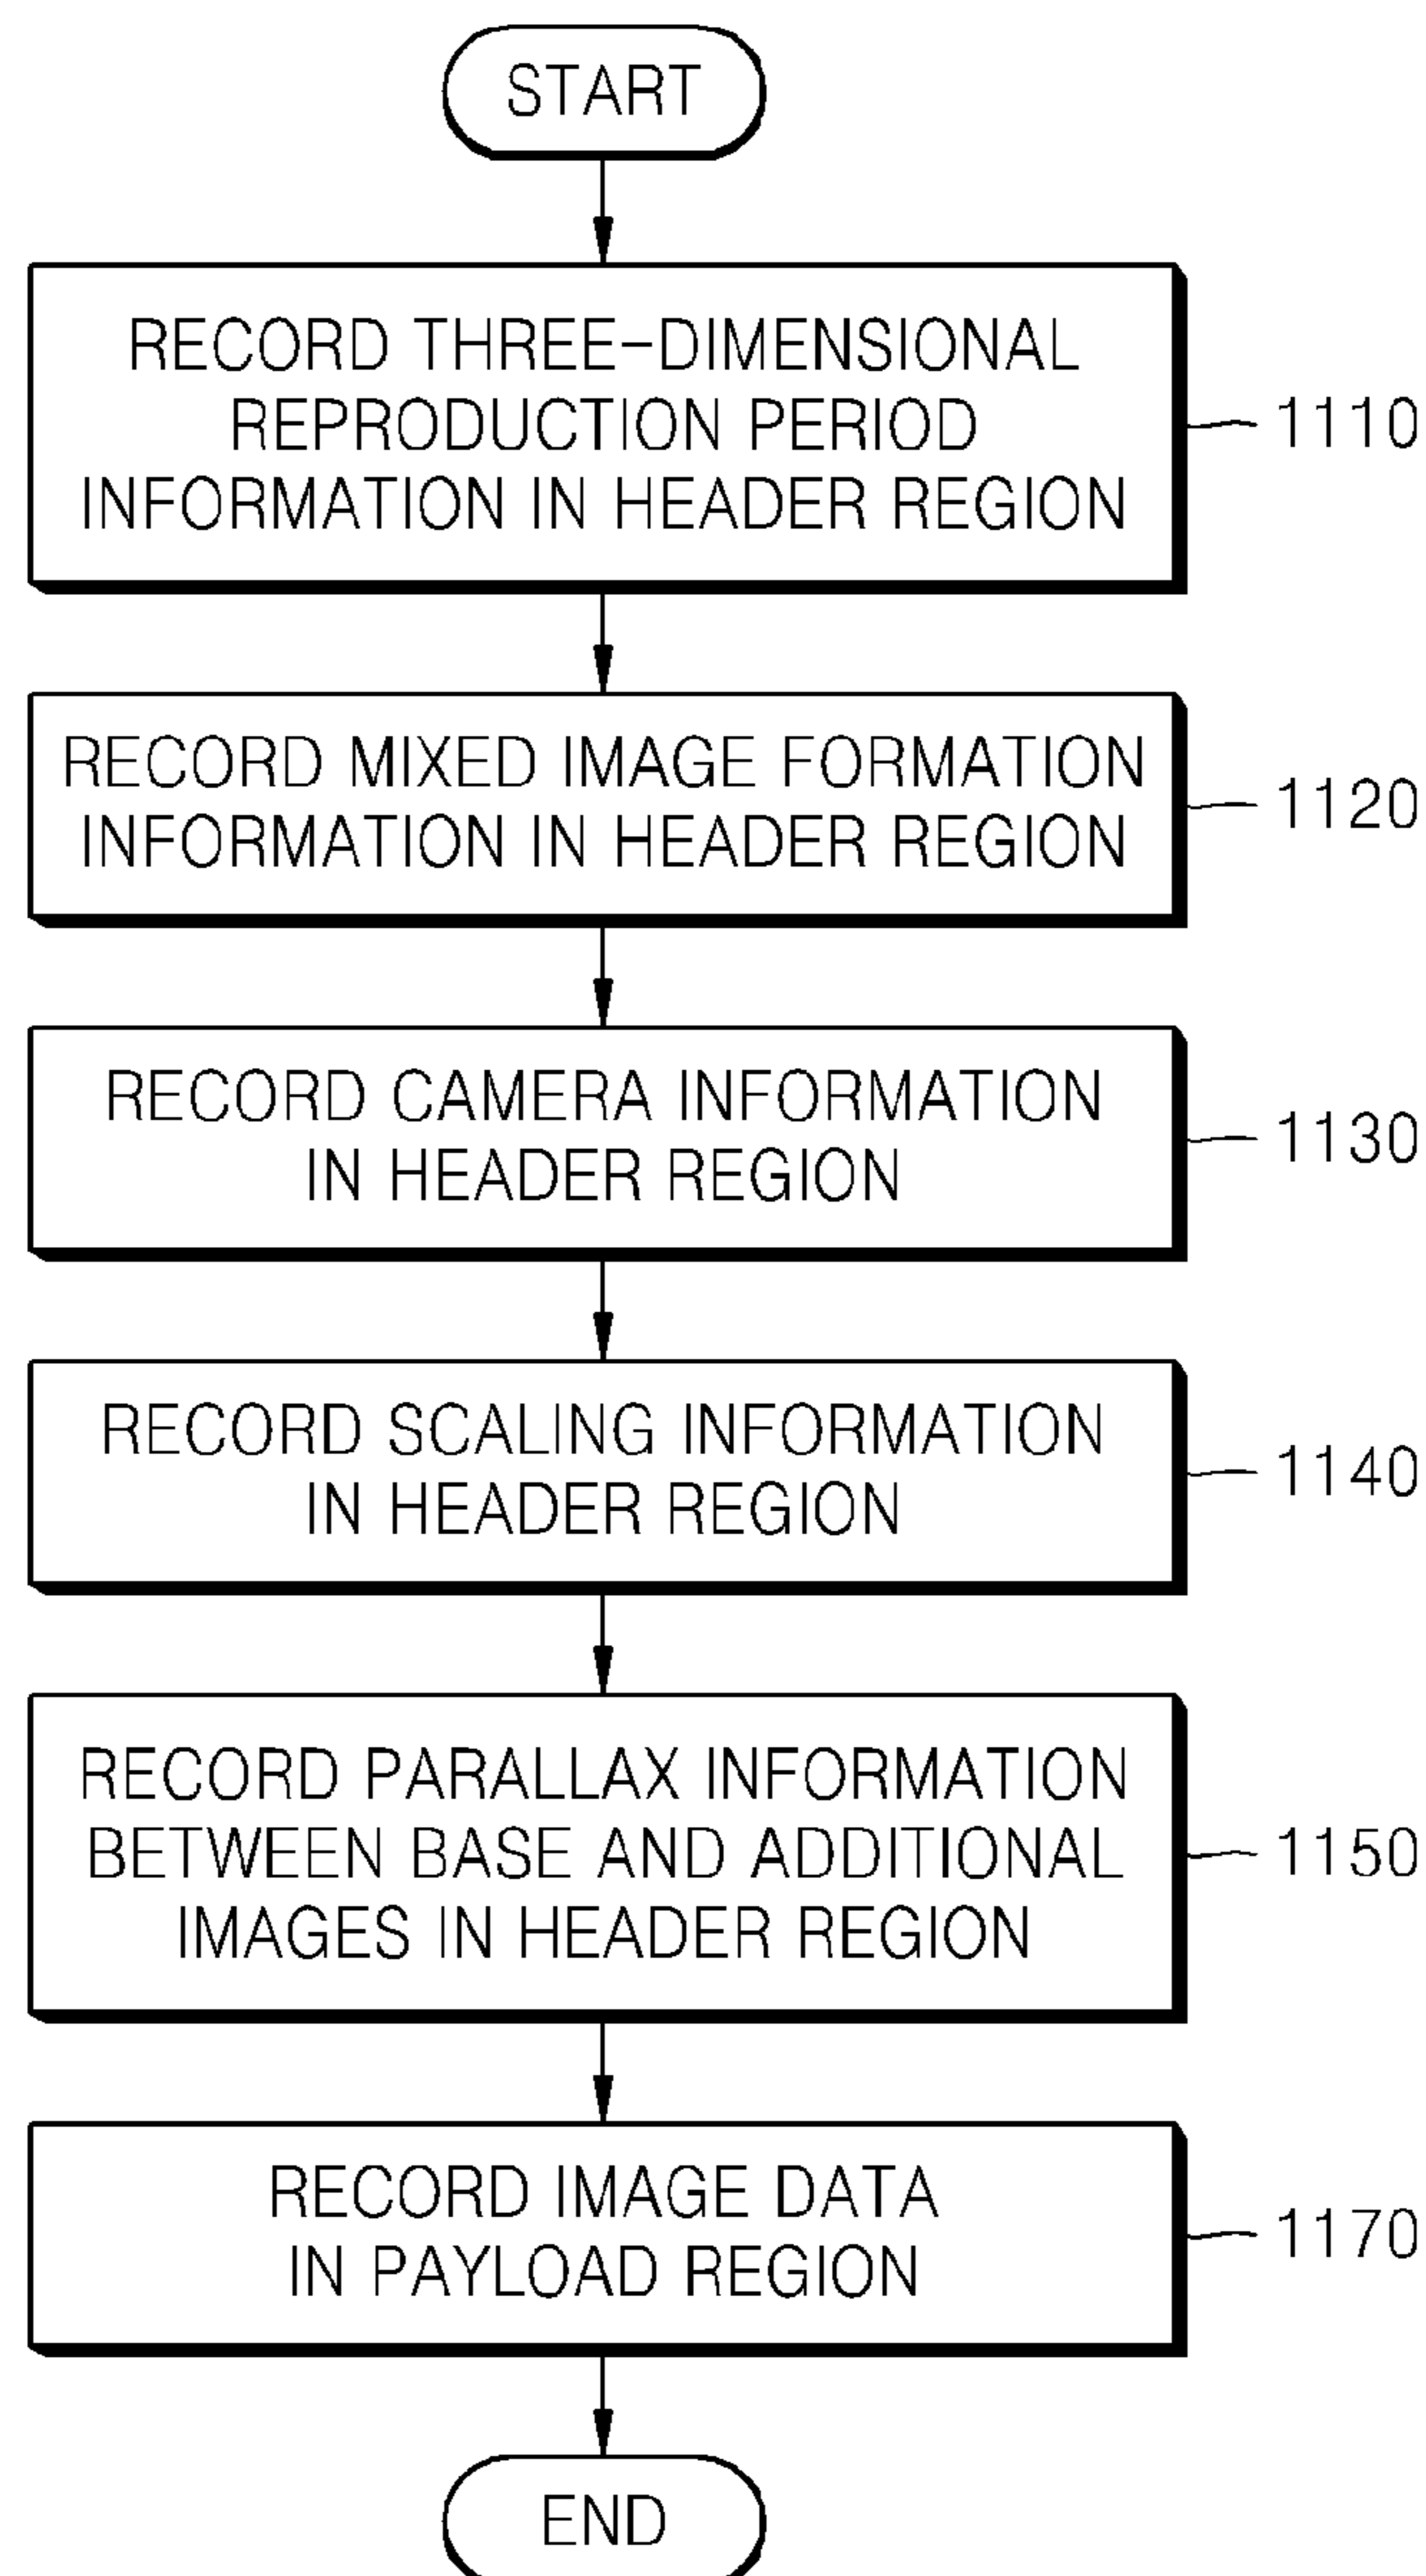 START
RECORD THREE-DIMENSIONAL
REPRODUCTION PERIOD
INFORMATION IN HEADER REGION
1110
RECORD MIXED IMAGE FORMATION
INFORMATION IN HEADER REGION
1120
RECORD CAMERA INFORMATION
IN HEADER REGION
1130
RECORD SCALING INFORMATION
IN HEADER REGION
1140
RECORD PARALLAX INFORMATION
BETWEEN BASE AND ADDITIONAL
IMAGES IN HEADER REGION
1150
RECORD IMAGE DATA
IN PAYLOAD REGION
1170
END